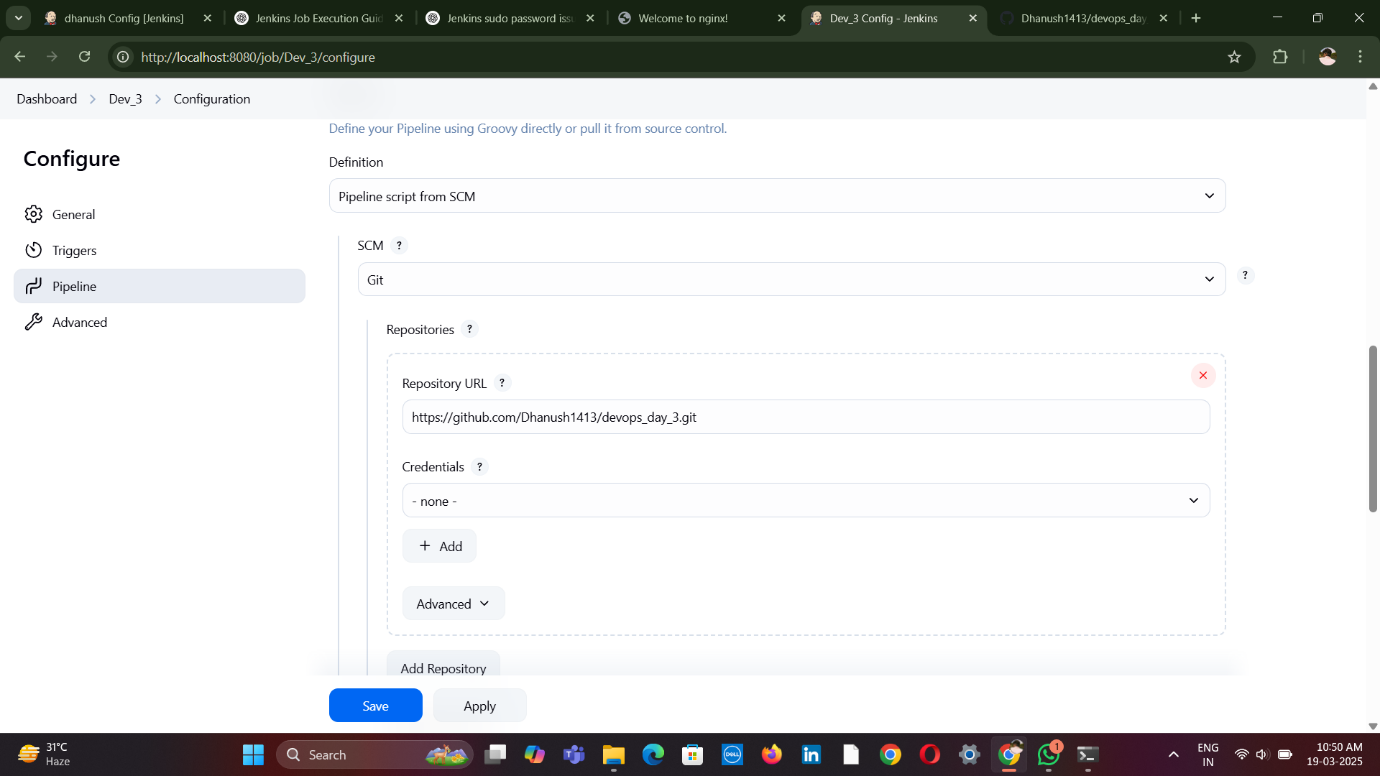 dhanush Config [Jenkins]
Jenkins Job Execution Guid
Jenkins sudo password issu
Welcome to nginx!
Dev_3 Config - Jenkins
Dhanush1413/devops_day
http://localhost:8080/job/Dev_3/configure
Dashboard > Dev_3 > Configuration
Configure
General
Triggers
Pipeline
Advanced
Define your Pipeline using Groovy directly or pull it from source control.
Definition
Pipeline script from SCM
SCM ?
Git
?
Repositories ?
Repository URL ?
https://github.com/Dhanush1413/devops_day_3.git
Credentials ?
- none -
+ Add
Advanced
Add Repository
Save
Apply
31°C
Haze
Search
DELL
in
1
ENG
IN
10:50 AM
19-03-2025